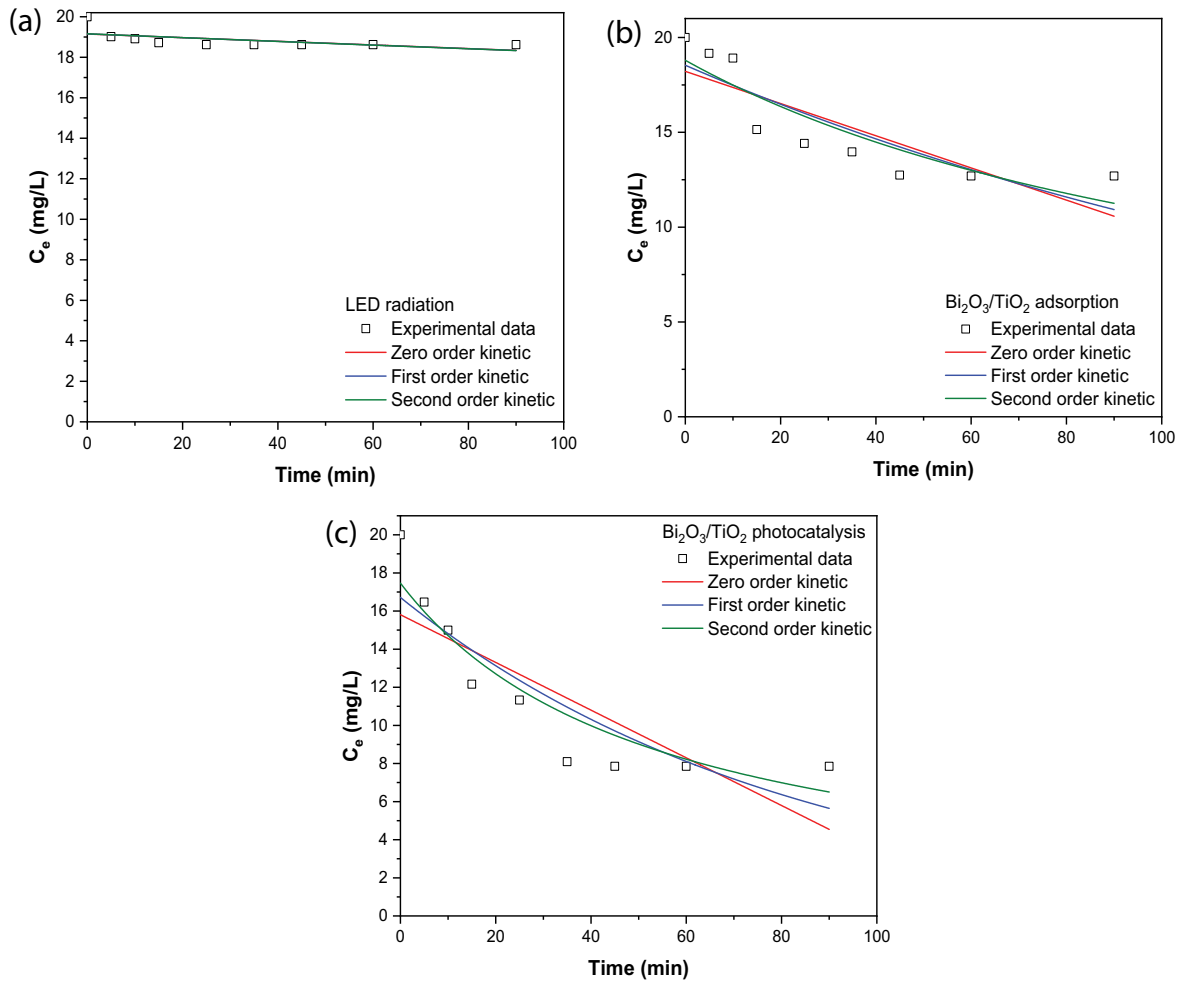 (a)
20
18
16
14
12
10
8
6
4
2
0
C_e (mg/L)
LED radiation
Experimental data
Zero order kinetic
First order kinetic
Second order kinetic
0 20 40 60 80 100
Time (min)
(b)
20
15
10
5
0
C_e (mg/L)
Bi₂O₃/TiO₂ adsorption
Experimental data
Zero order kinetic
First order kinetic
Second order kinetic
0 20 40 60 80 100
Time (min)
(c)
20
18
16
14
12
10
8
6
4
2
0
C_e (mg/L)
Bi₂O₃/TiO₂ photocatalysis
Experimental data
Zero order kinetic
First order kinetic
Second order kinetic
0 20 40 60 80 100
Time (min)